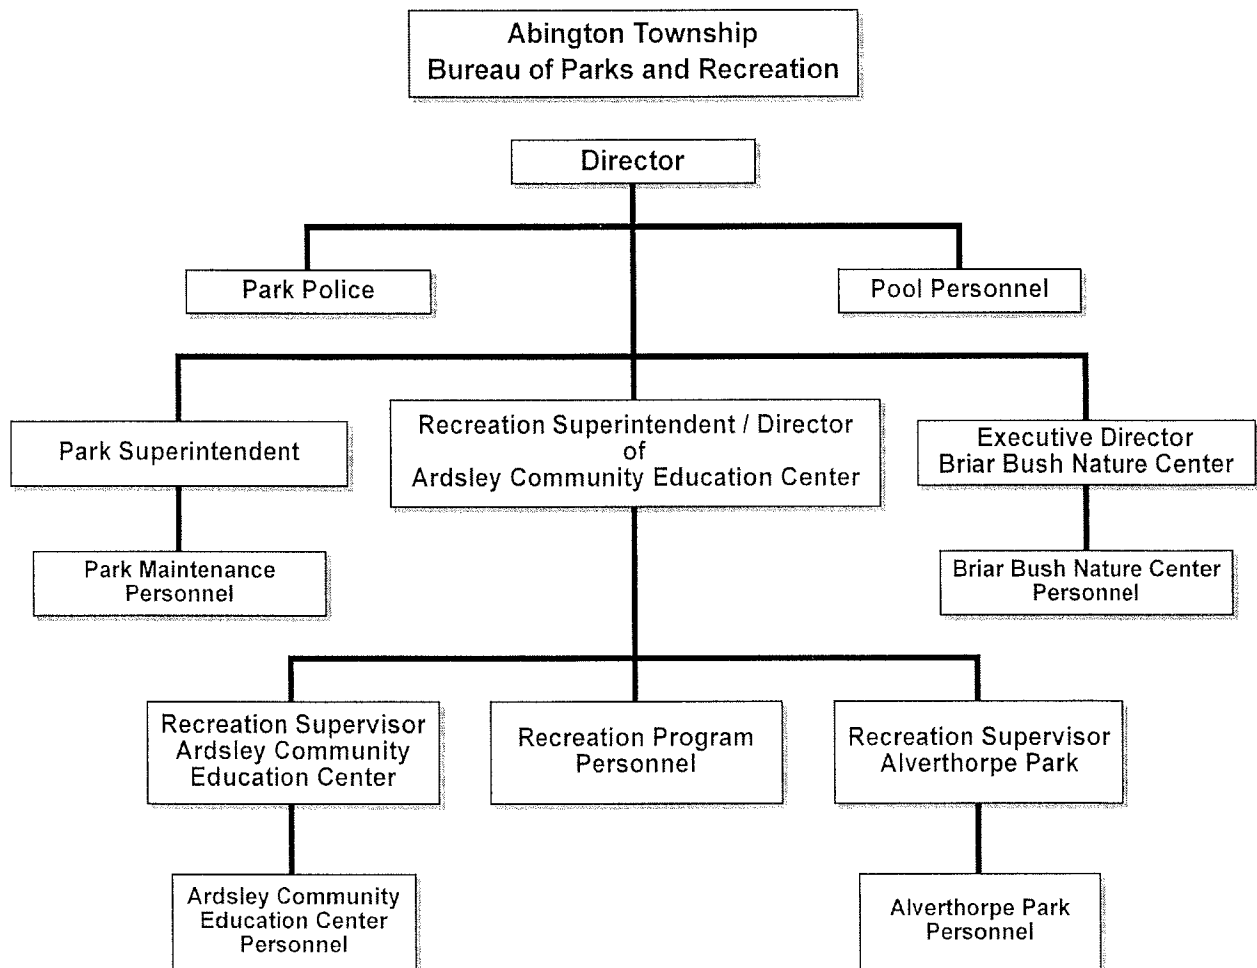 Abington Township
Bureau of Parks and Recreation
Director
Park Police
Pool Personnel
Park Superintendent
Recreation Superintendent / Director
of
Ardsley Community Education Center
Executive Director
Briar Bush Nature Center
Park Maintenance
Personnel
Briar Bush Nature Center
Personnel
Recreation Supervisor
Ardsley Community
Education Center
Recreation Program
Personnel
Recreation Supervisor
Alverthorpe Park
Ardsley Community
Education Center
Personnel
Alverthorpe Park
Personnel